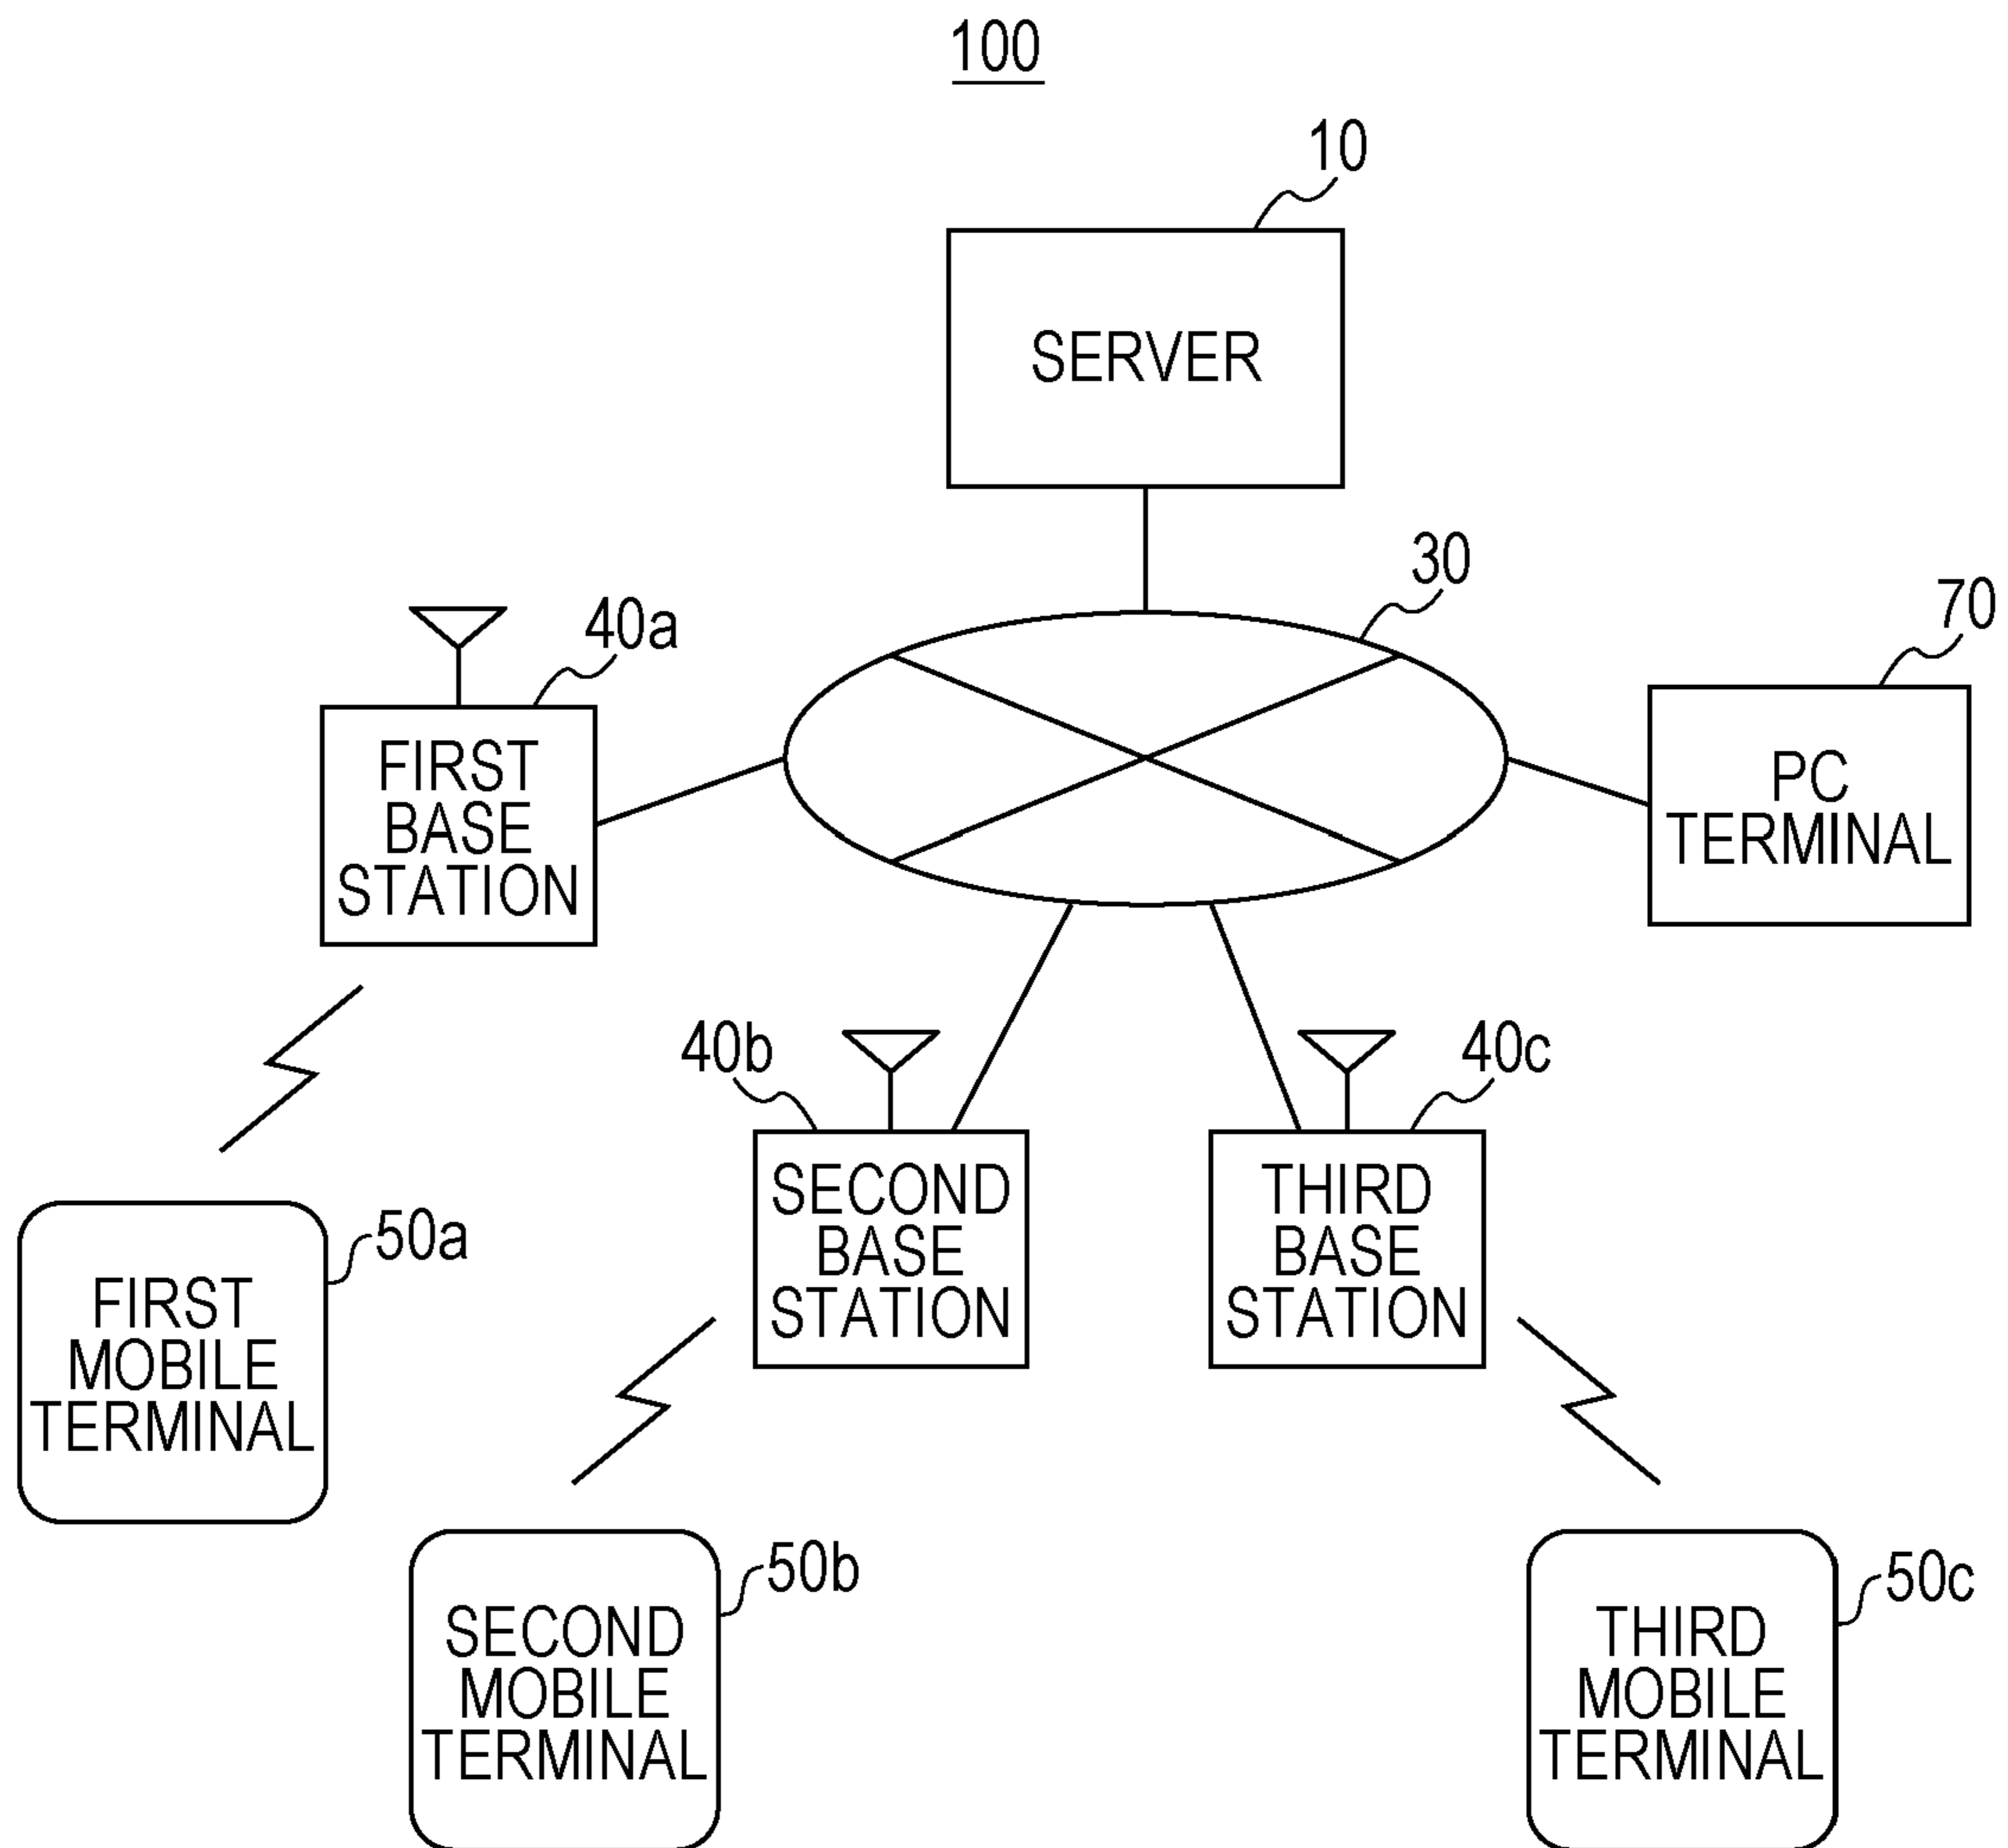 100
10
SERVER
30
70
40a
FIRST
BASE
STATION
PC
TERMINAL
40b
40c
SECOND
BASE
STATION
THIRD
BASE
STATION
50a
FIRST
MOBILE
TERMINAL
50b
SECOND
MOBILE
TERMINAL
50c
THIRD
MOBILE
TERMINAL